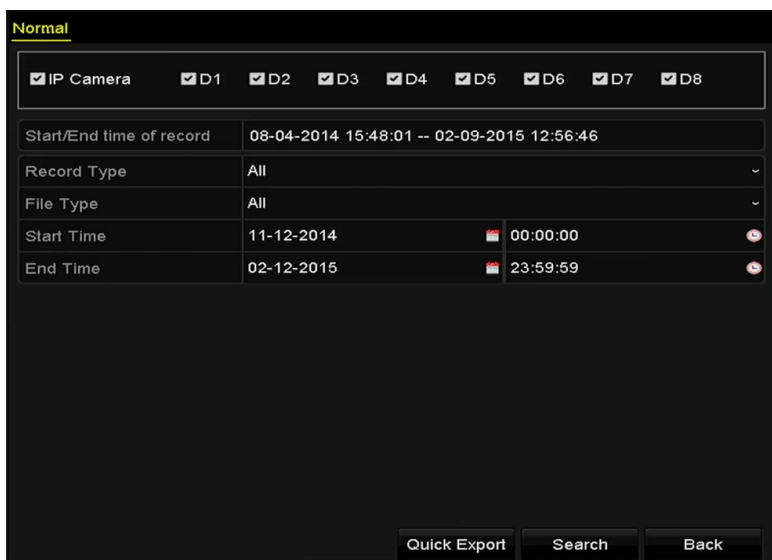 Normal
IP Camera D1 D2 D3 D4 D5 D6 D7 D8
Start/End time of record 08-04-2014 15:48:01 -- 02-09-2015 12:56:46
Record Type All
File Type All
Start Time 11-12-2014 00:00:00
End Time 02-12-2015 23:59:59
Quick Export Search Back